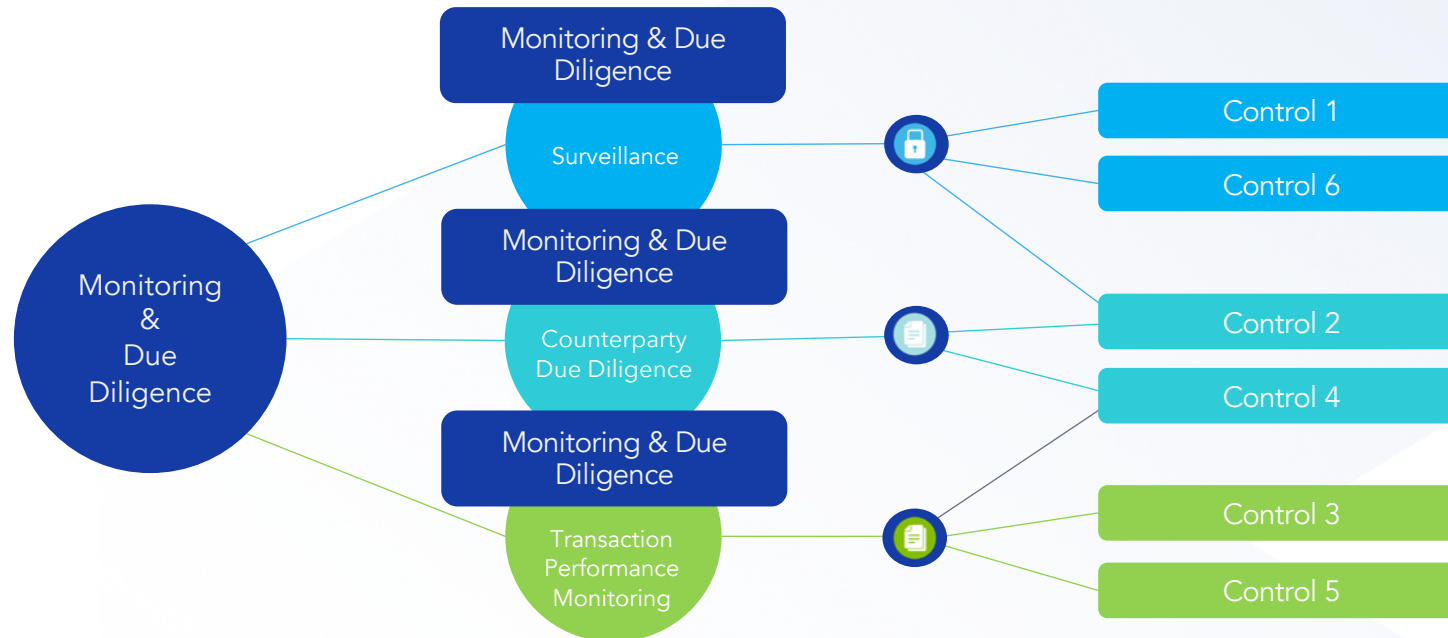 Monitoring
&
Due
Diligence
Monitoring & Due
Diligence
Surveillance
Monitoring & Due
Diligence
Counterparty
Due Diligence
Monitoring & Due
Diligence
Transaction
Performance
Monitoring
Control 1
Control 6
Control 2
Control 4
Control 3
Control 5